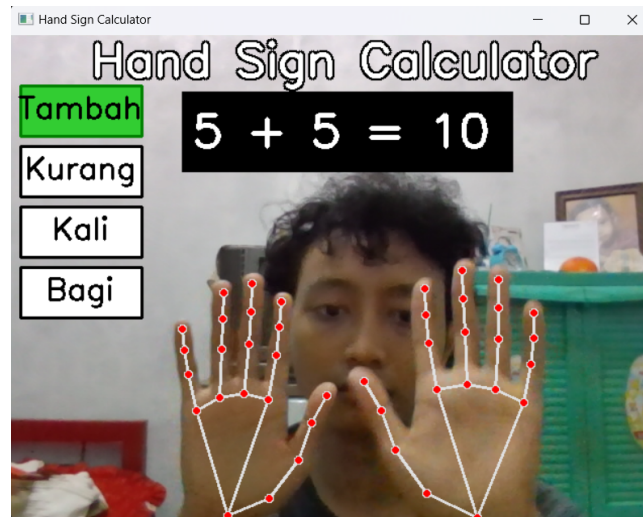 Hand Sign Calculator
Hand Sign Calculator
Tambah
5 + 5 = 10
Kurang
Kali
Bagi